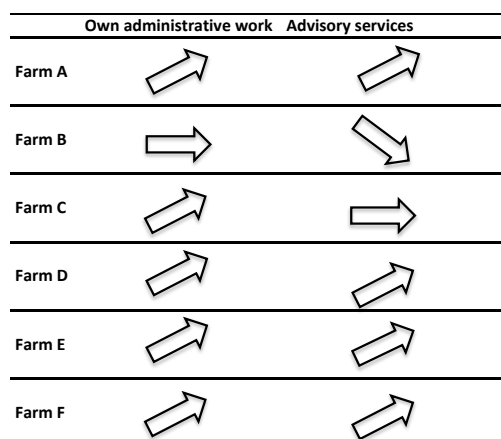 Own administrative work Advisory services
Farm A
Farm B
Farm C
Farm D
Farm E
Farm F